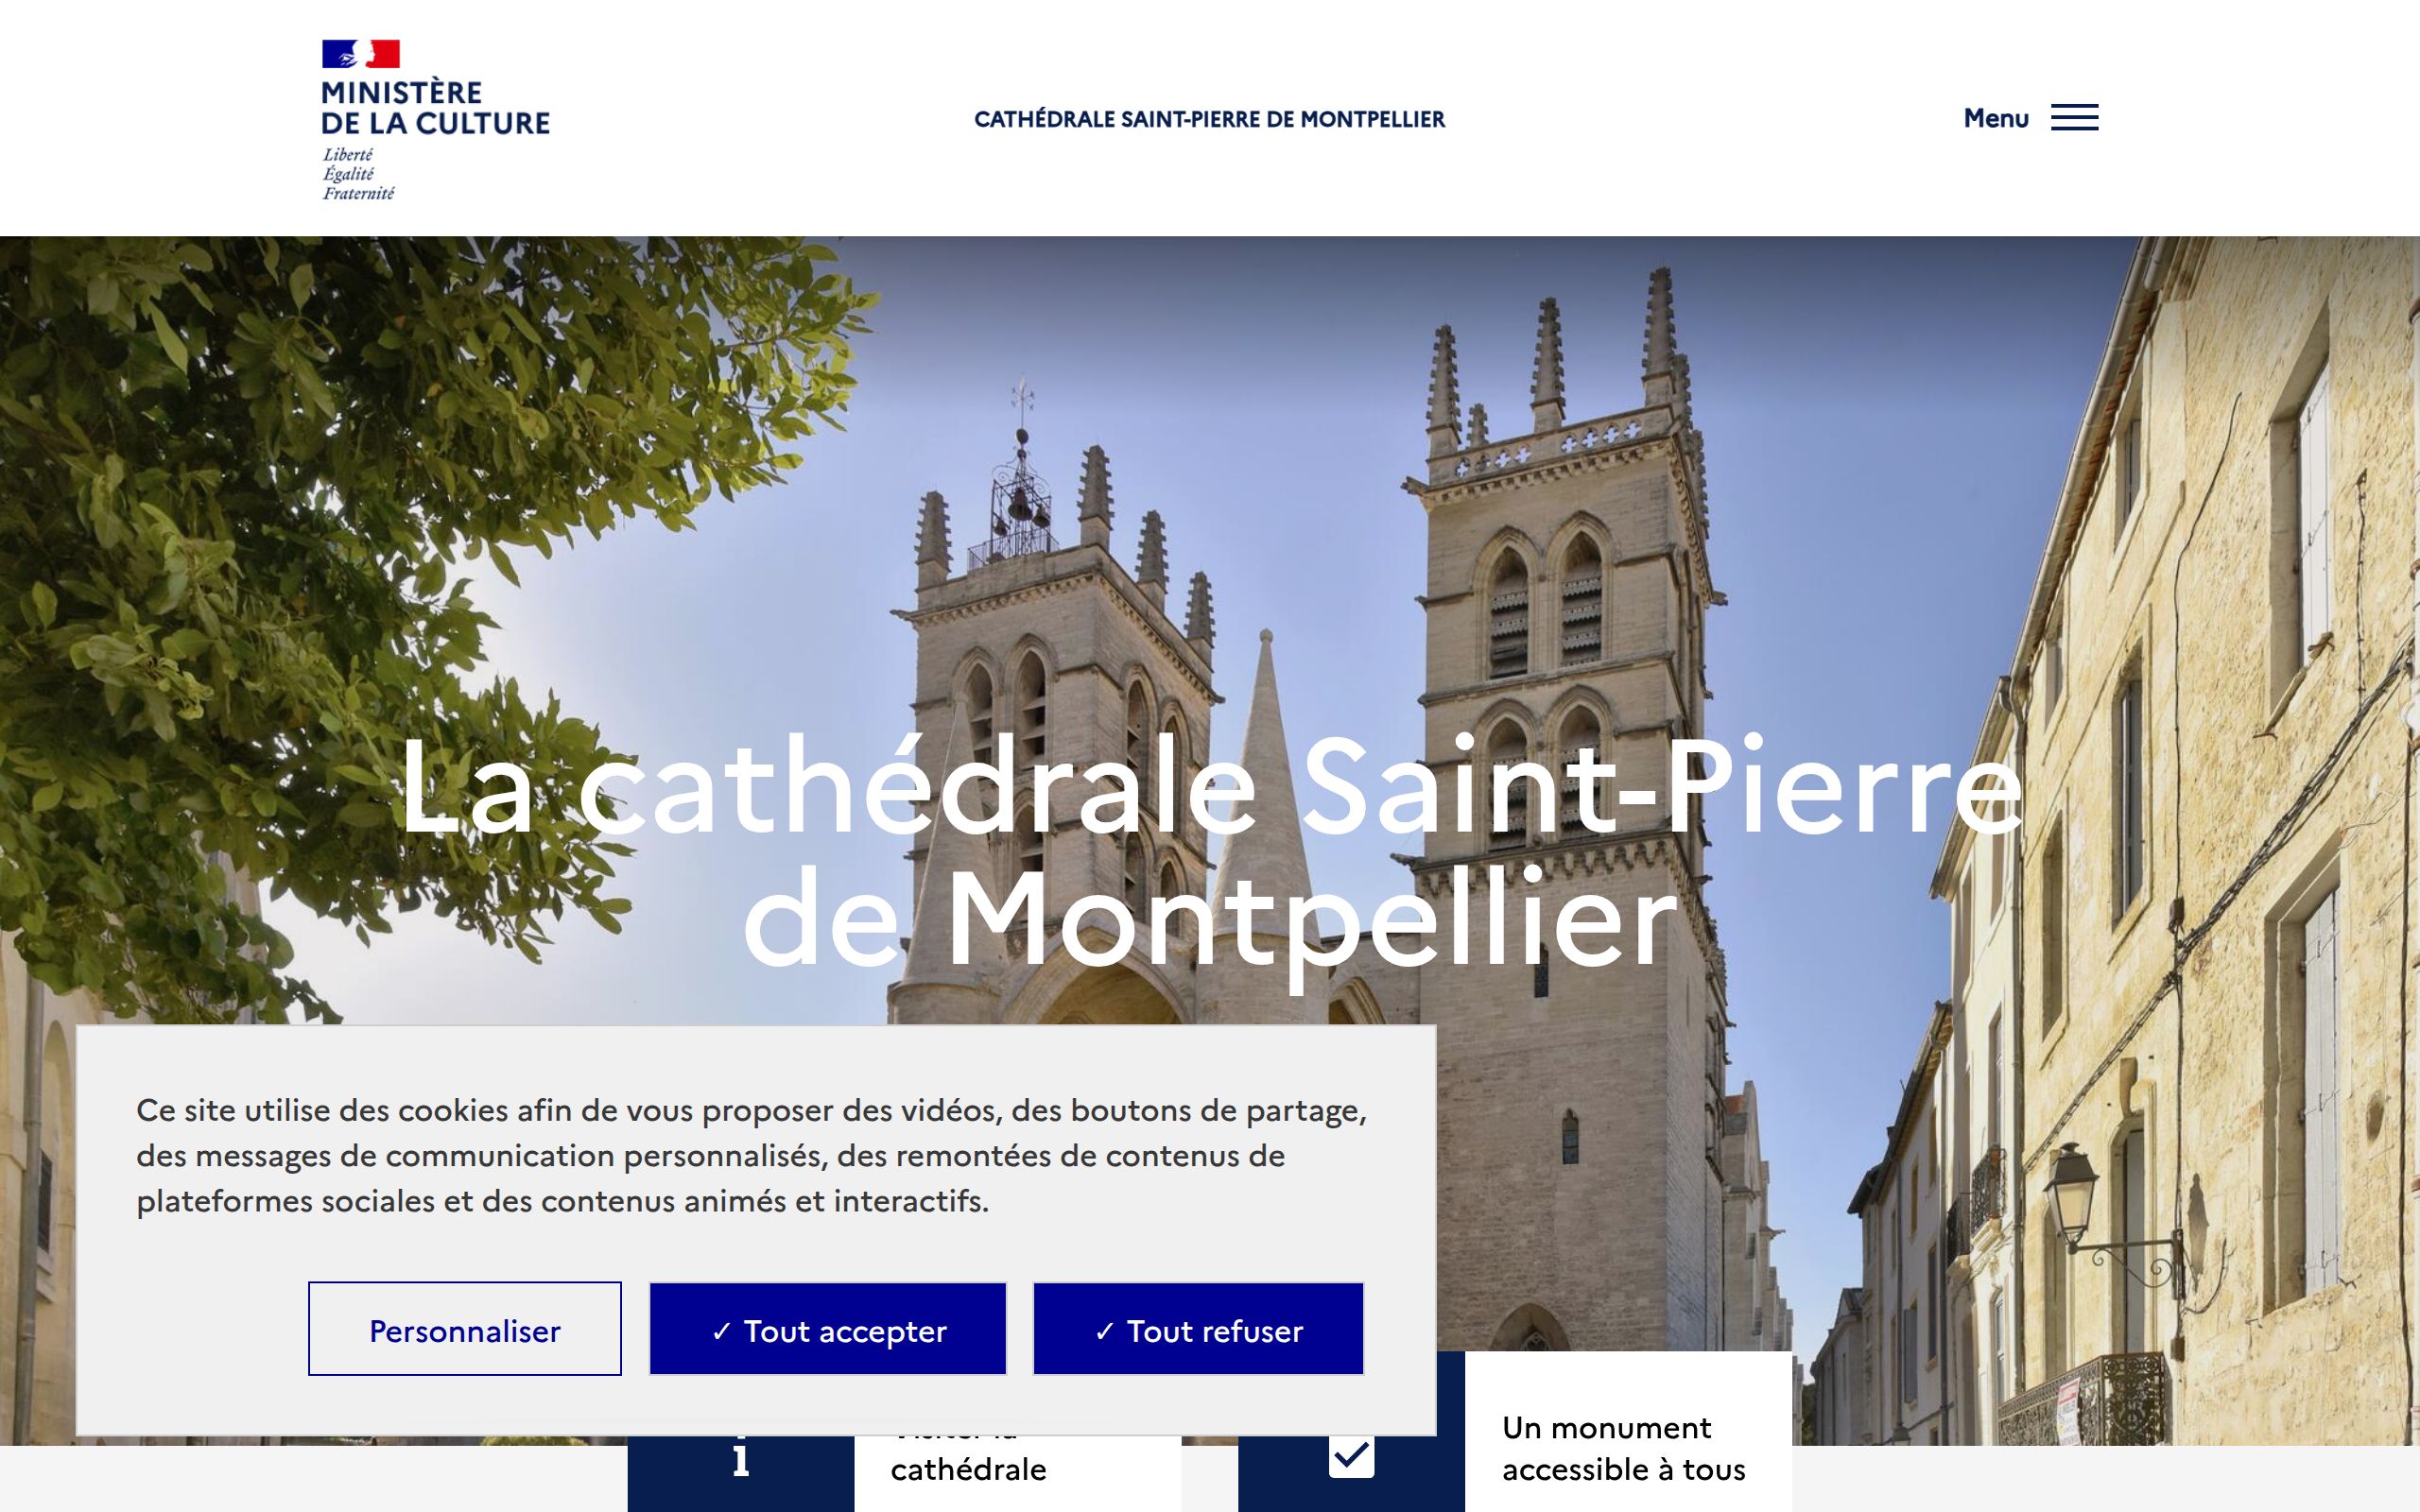 MINISTÈRE
DE LA CULTURE
Liberté
Égalité
Fraternité
CATHÉDRALE SAINT-PIERRE DE MONTPELLIER
Menu
La cathédrale Saint-Pierre
de Montpellier
Ce site utilise des cookies afin de vous proposer des vidéos, des boutons de partage,
des messages de communication personnalisés, des remontées de contenus de
plateformes sociales et des contenus animés et interactifs.
Personnaliser
✓ Tout accepter
✓ Tout refuser
cathédrale
Un monument
accessible à tous